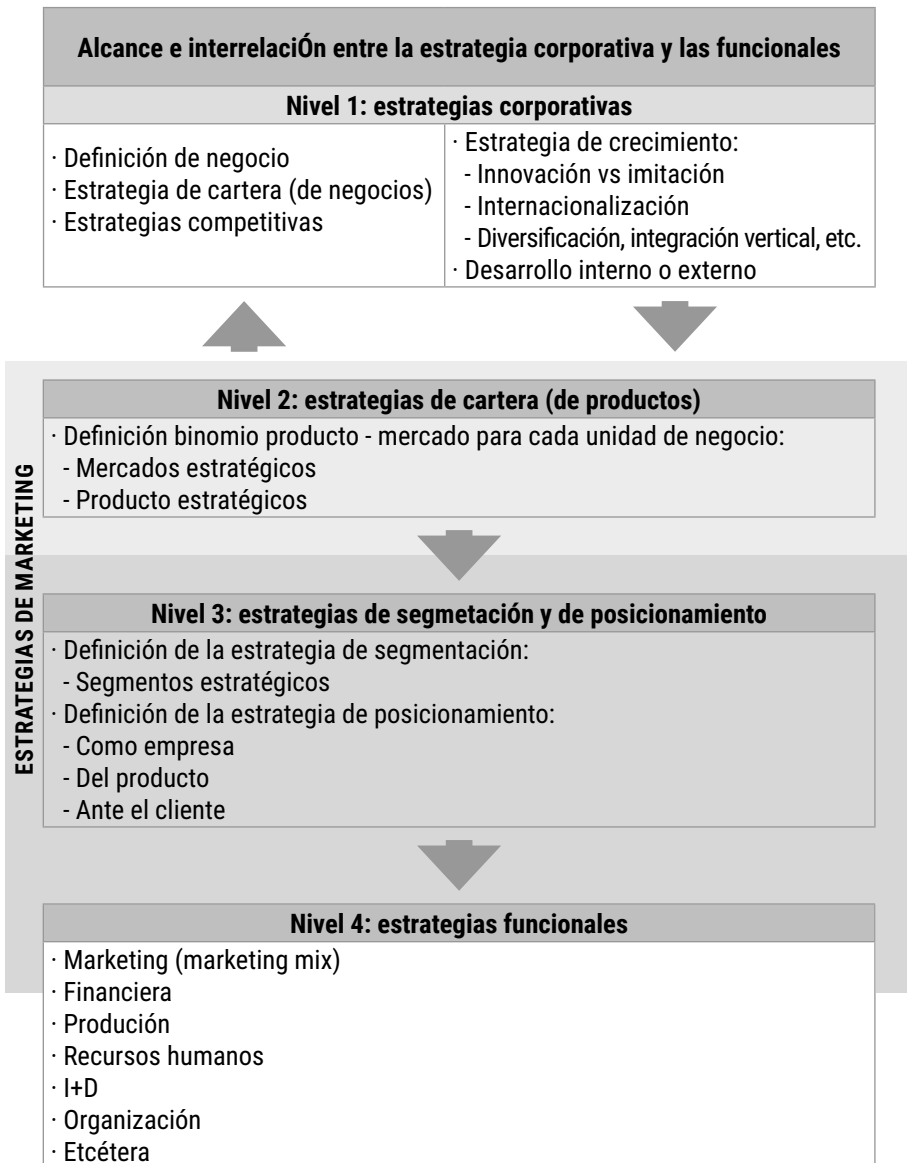 Alcance e interrelaciÓn entre la estrategia corporativa y las funcionales
Nivel 1: estrategias corporativas
· Definición de negocio
· Estrategia de cartera (de negocios)
· Estrategias competitivas
· Estrategia de crecimiento:
- Innovación vs imitación
- Internacionalización
- Diversificación, integración vertical, etc.
· Desarrollo interno o externo
ESTRATEGIAS DE MARKETING
Nivel 2: estrategias de cartera (de productos)
· Definición binomio producto - mercado para cada unidad de negocio:
- Mercados estratégicos
- Producto estratégicos
Nivel 3: estrategias de segmetación y de posicionamiento
· Definición de la estrategia de segmentación:
- Segmentos estratégicos
· Definición de la estrategia de posicionamiento:
- Como empresa
- Del producto
- Ante el cliente
Nivel 4: estrategias funcionales
· Marketing (marketing mix)
· Financiera
· Produción
· Recursos humanos
· I+D
· Organización
· Etcétera